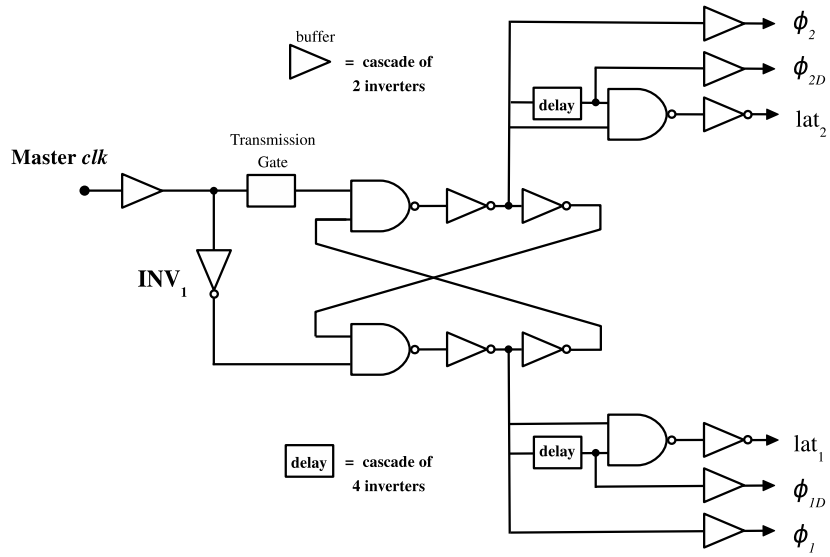 buffer
= cascade of
2 inverters
ϕ2
ϕ2D
delay
lat2
Transmission
Gate
Master clk
INV1
lat1
delay
ϕ1D
ϕ1
delay = cascade of
4 inverters